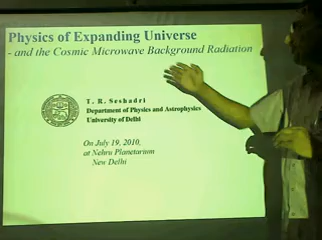 Physics of Expanding Universe
- and the Cosmic Microwave Background Radiation
T. R. Seshadri
Department of Physics and Astrophysics
University of Delhi
On July 19, 2010,
at Nehru Planetarium
New Delhi